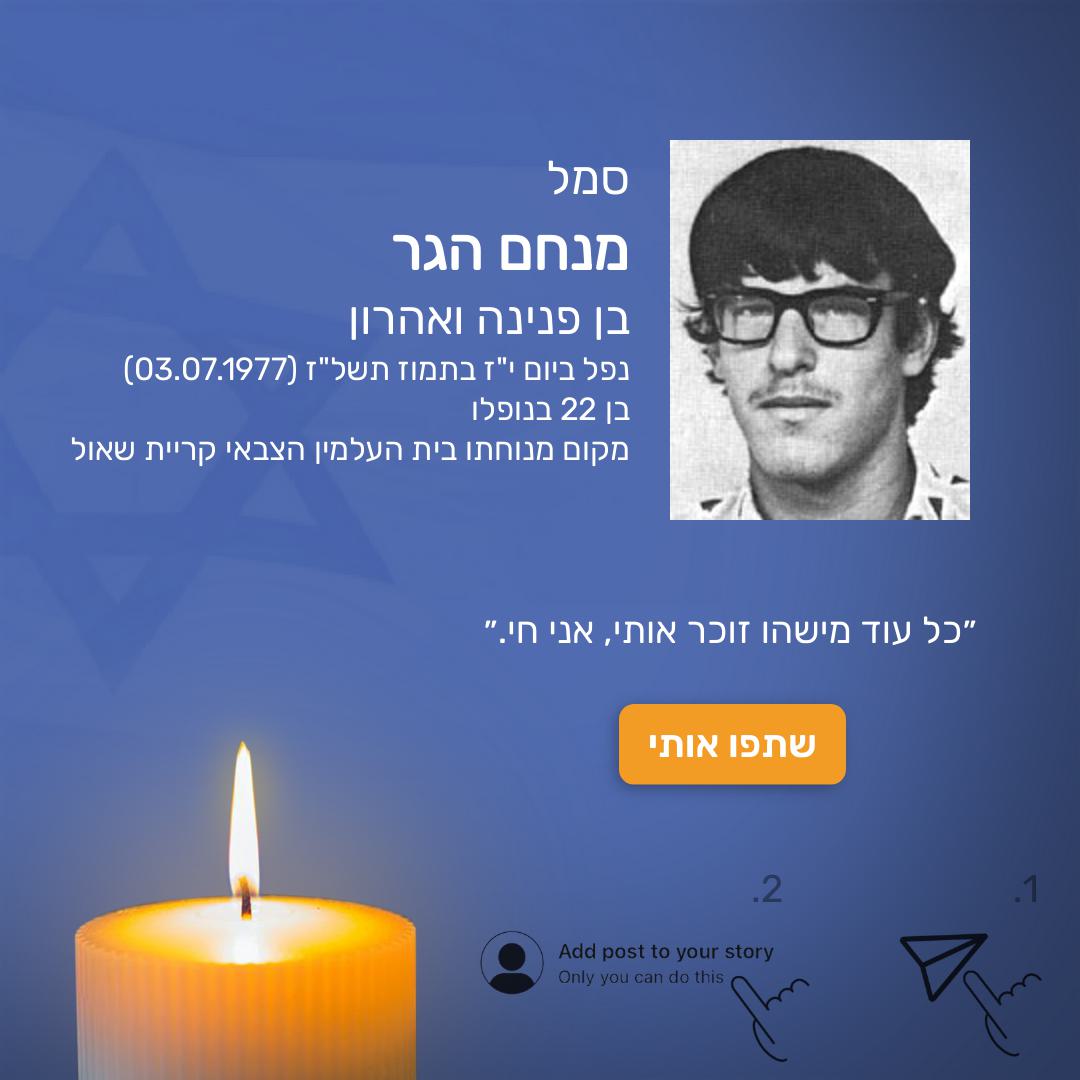 סמל
מנחם הגר
בן פנינה ואהרון
נפל ביום י"ז בתמוז תשל"ז (03.07.1977)
בן 22 בנופלו
מקום מנוחתו בית העלמין הצבאי קריית שאול
״כל עוד מישהו זוכר אותי, אני חי.״
שתפו אותי
1.
2.
Add post to your story
Only you can do this